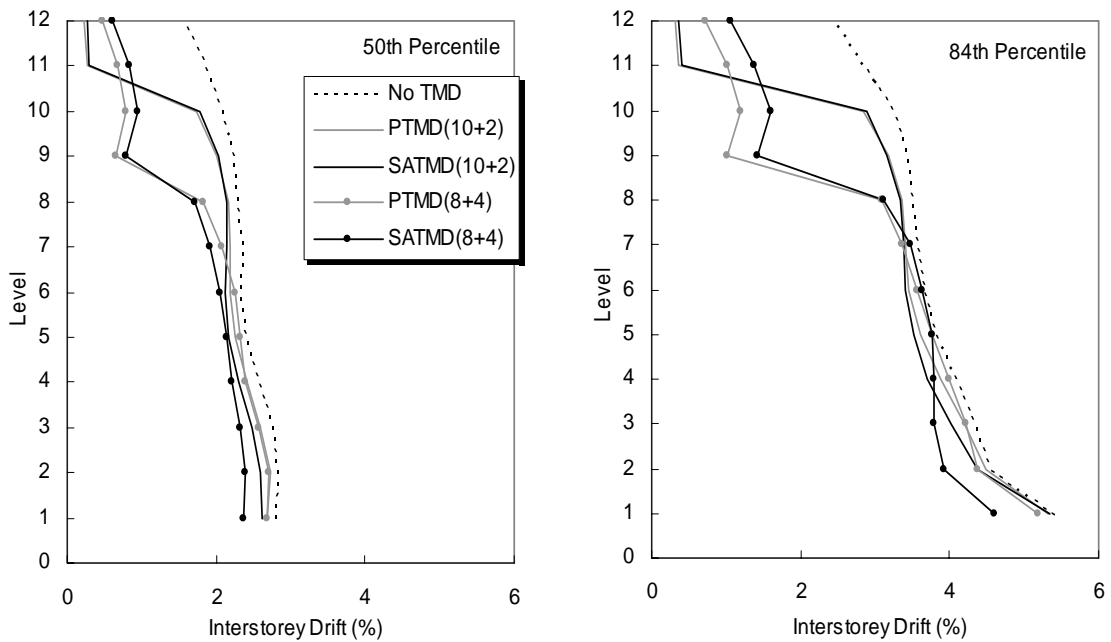 50th Percentile
No TMD
PTMD(10+2)
SATMD(10+2)
PTMD(8+4)
SATMD(8+4)
12
11
10
9
8
7
6
5
4
3
2
1
0
Level
0 2 4 6
Interstorey Drift (%)
84th Percentile
12
11
10
9
8
7
6
5
4
3
2
1
0
Level
0 2 4 6
Interstorey Drift (%)